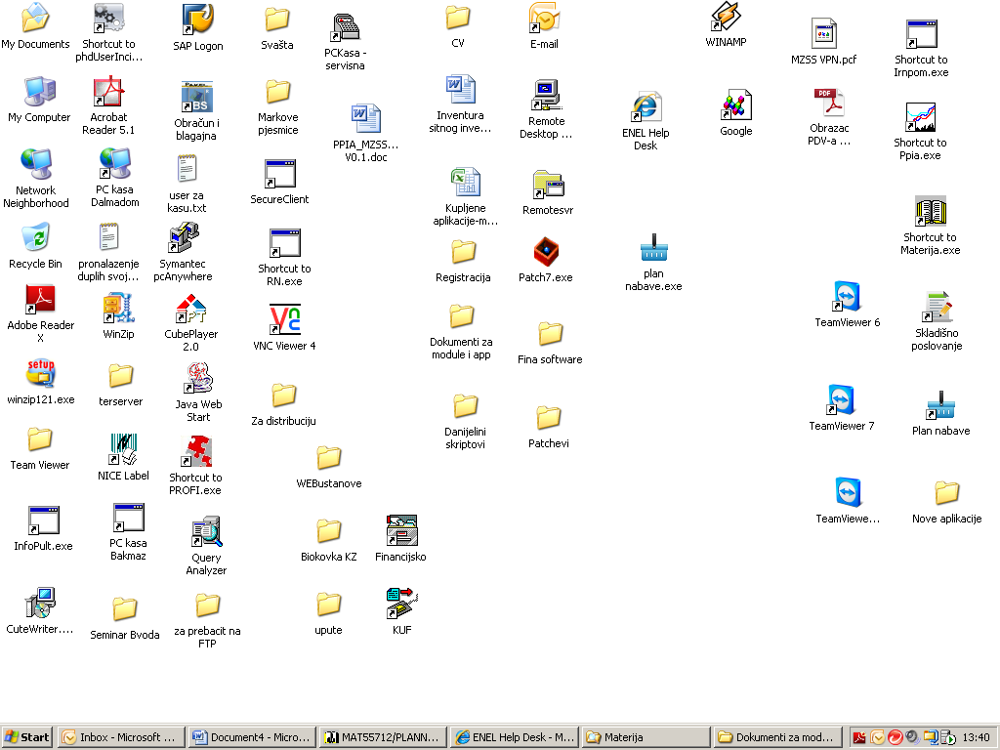 My Documents
Shortcut to
phdUserInci...
SAP Logon
Svašta
PCKasa -
servisna
CV
E-mail
WINAMP
MZSS VPN.pcf
Shortcut to
Irnpom.exe
My Computer
Acrobat
Reader 5.1
Obračun i
blagajna
Markove
pjesmice
PPIA_MZSS...
V0.1.doc
Inventura
sitnog inve...
Remote
Desktop ...
ENEL Help
Desk
Google
PDF
Obrazac
PDV-a ...
Shortcut to
Ppia.exe
Network
Neighborhood
PC kasa
Dalmadom
user za
kasu.txt
SecureClient
Kupljene
aplikacije-m...
Remotesvr
Shortcut to
Materija.exe
Recycle Bin
pronalazenje
duplih svoj...
Symantec
pcAnywhere
Shortcut to
RN.exe
Registracija
Patch7.exe
plan
nabave.exe
Adobe Reader
X
WinZip
CubePlayer
2.0
VNC Viewer 4
Dokumenti za
module i app
Fina software
TeamViewer 6
Skladišno
poslovanje
setup
winzip121.exe
terserver
Java Web
Start
Za distribuciju
Danijelini
skriptovi
Patchevi
TeamViewer 7
Plan nabave
Team Viewer
NICE Label
Shortcut to
PROFI.exe
WEBustanove
TeamViewe...
Nove aplikacije
InfoPult.exe
PC kasa
Bakmaz
Query
Analyzer
Biokovka KZ
Financijsko
CuteWriter....
Seminar Bvoda
za prebacit na
FTP
upute
KUF
Start
Inbox - Microsoft ...
Document4 - Micro...
MAT55712/PLANN...
ENEL Help Desk - M...
Materija
Dokumenti za mod...
13:40